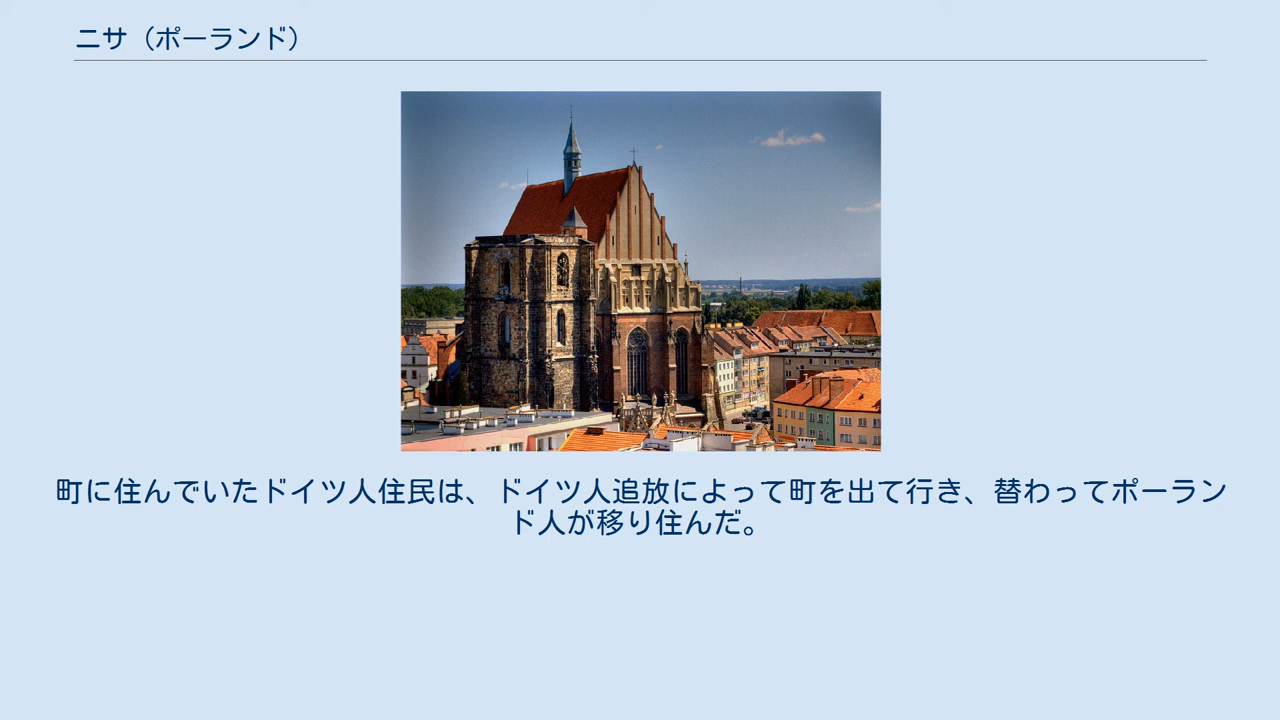 ニサ（ポーランド）
町に住んでいたドイツ人住民は、ドイツ人追放によって町を出て行き、替わってポーラン
ド人が移り住んだ。